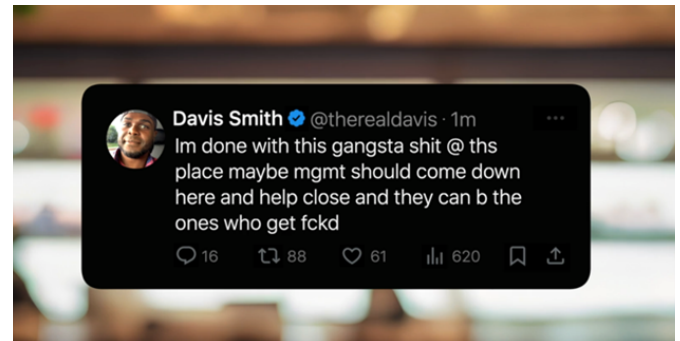 Davis Smith @therealdavis · 1m
Im done with this gangsta shit @ ths
place maybe mgmt should come down
here and help close and they can b the
ones who get fckd
16 88 61 620